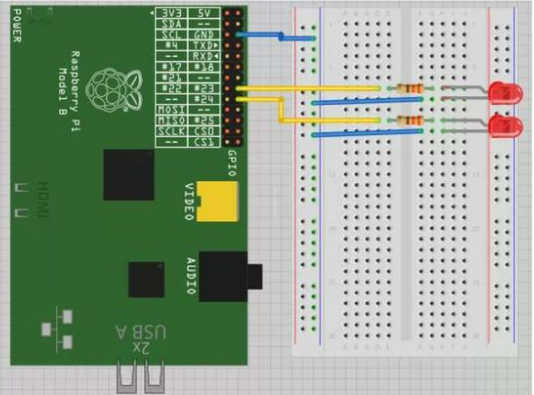 POWER
3V3 5V
SDA --
SCL GND
#4 TXD
-- RXD
#17 #18
#21 --
#22 #23
-- #24
MOSI --
MISO #25
SCLK CS0
-- CS1
Raspberry Pi
Model B
GPIO
HDMI
VIDEO
AUDIO
2x
USB A